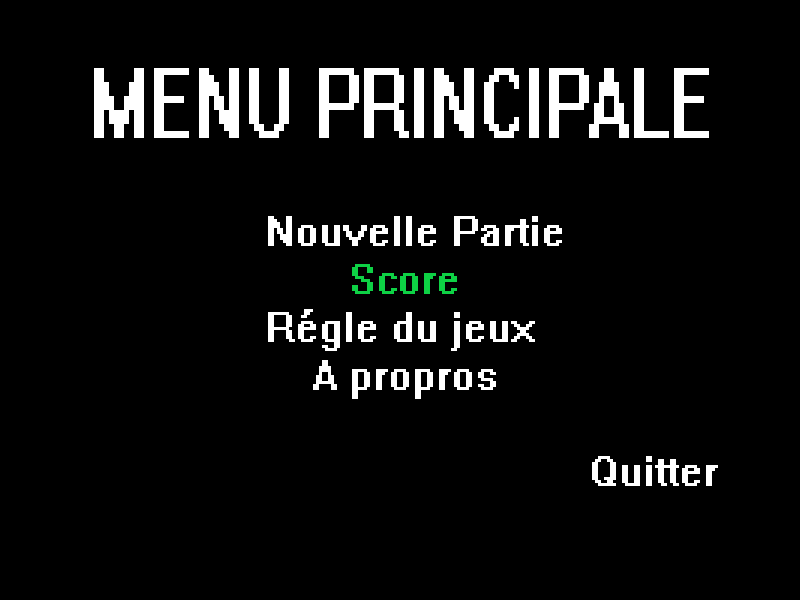 MENU PRINCIPALE
Nouvelle Partie
Score
Régle du jeux
A propros
Quitter